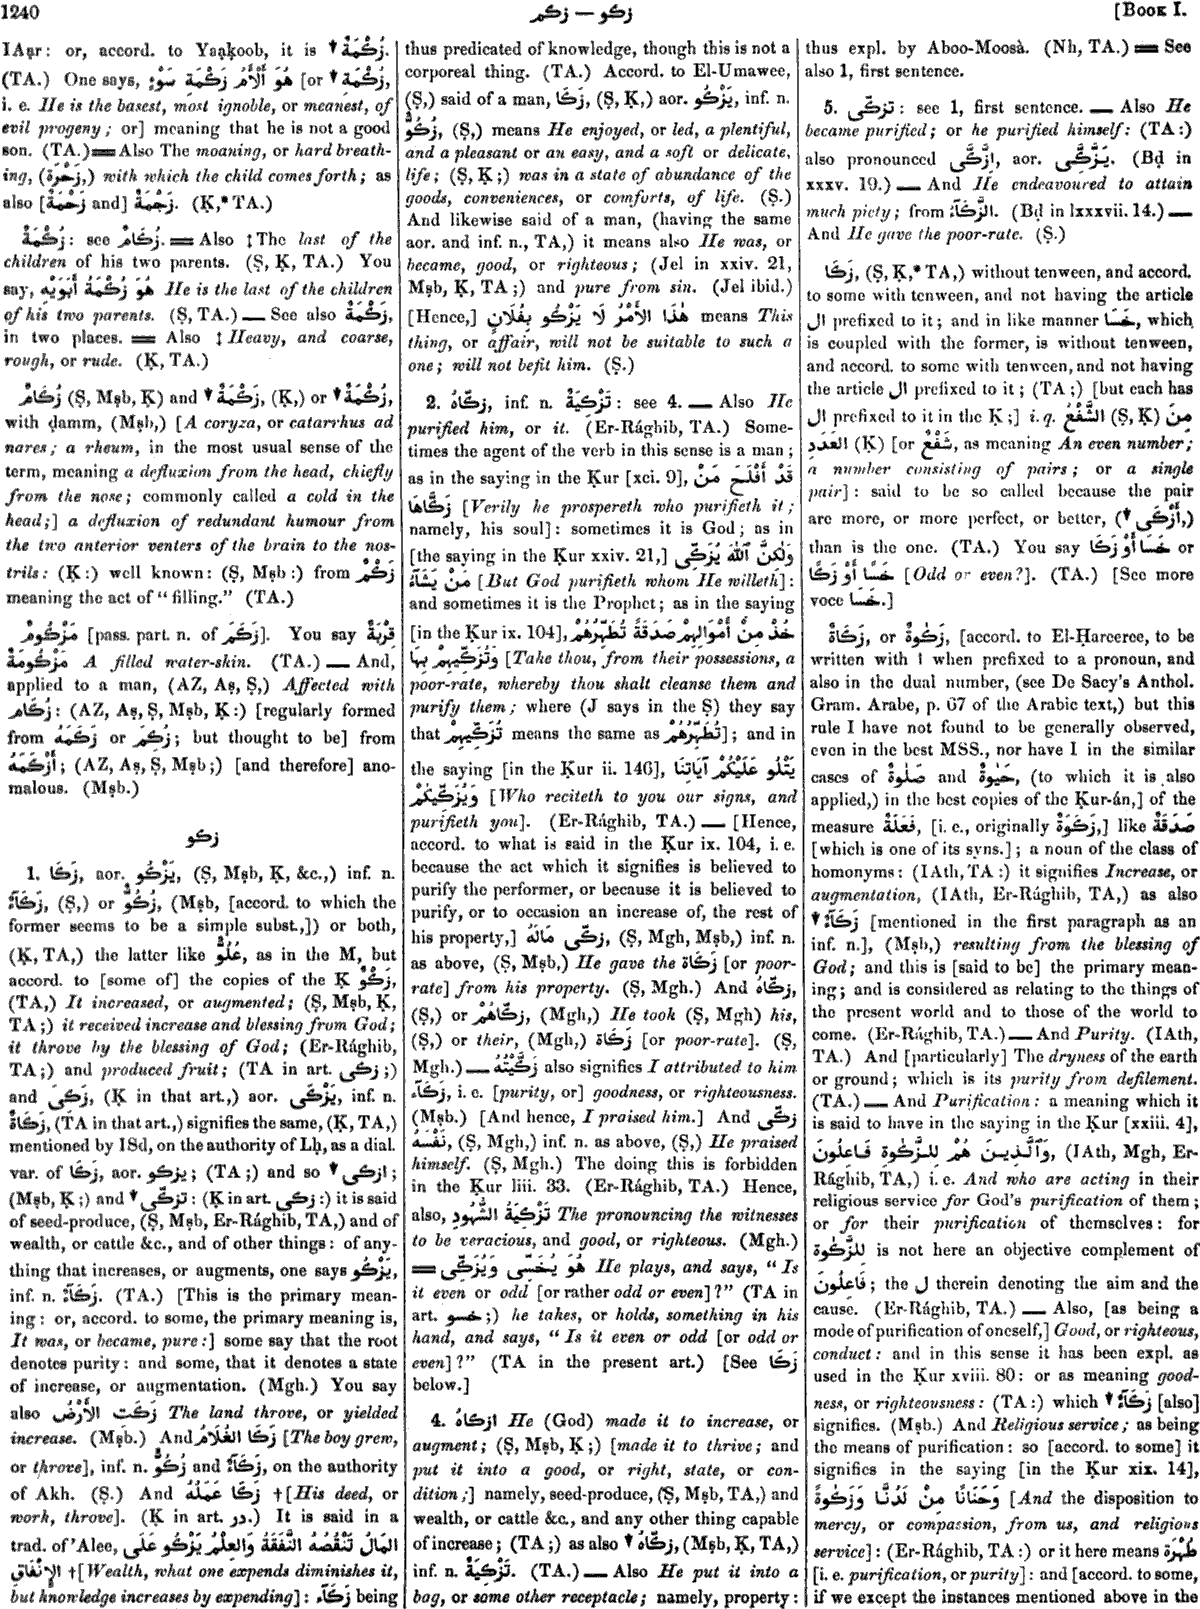 1240
زكو — زكم
[Book I.
IAạr: or, accord. to Yaạḳoob, it is ↓ زُكْمَةٌ.
(TA.) One says, هُوَ أَلْأَمُ زَكْمَةِ سَوْءٍ [or ↓ زُكْمَةِ,
i. e. He is the basest, most ignoble, or meanest, of
evil progeny; or] meaning that he is not a good
son. (TA.) ＝ Also The moaning, or hard breath-
ing, (زَحْرَة,) with which the child comes forth; as
also [زَحْمَةٌ and] زَجْمَةٌ. (Ḳ,* TA.)
زُكْمَةٌ: see زُكَامٌ. ＝ Also ‡ The last of the
children of his two parents. (Ṣ, Ḳ, TA.) You
say, هُوَ زُكْمَةُ أَبَوَيْهِ He is the last of the children
of his two parents. (Ṣ, TA.) — See also زَكْمَةٌ,
in two places. ＝ Also ‡ Heavy, and coarse,
rough, or rude. (Ḳ, TA.)
زُكَامٌ (Ṣ, Mṣb, Ḳ) and ↓ زَكْمَةٌ, (Ḳ,) or ↓ زُكْمَةٌ,
with ḍamm, (Mṣb,) [A coryza, or catarrhus ad
nares; a rheum, in the most usual sense of the
term, meaning a defluxion from the head, chiefly
from the nose; commonly called a cold in the
head;] a defluxion of redundant humour from
the two anterior venters of the brain to the nos-
trils: (Ḳ:) well known: (Ṣ, Mṣb:) from زَكْمٌ
meaning the act of "filling." (TA.)
مَزْكُومٌ [pass. part. n. of زَكَمَ]. You say قِرْبَةٌ
مَزْكُومَةٌ A filled water-skin. (TA.) — And,
applied to a man, (AZ, Aṣ, Ṣ,) Affected with
زُكَام: (AZ, Aṣ, Ṣ, Mṣb, Ḳ:) [regularly formed
from زَكَمَهُ or زُكِمَ; but thought to be] from
أَزْكَمَهُ; (AZ, Aṣ, Ṣ, Mṣb;) [and therefore] ano-
malous. (Mṣb.)
زكو
1. زَكَا, aor. يَزْكُو, (Ṣ, Mṣb, Ḳ, &c.,) inf. n.
زَكَآءٌ, (Ṣ,) or زُكُوٌّ, (Mṣb, [accord. to which the
former seems to be a simple subst.,]) or both,
(Ḳ, TA,) the latter like عُلُوٌّ, as in the M, but
accord. to [some of] the copies of the Ḳ زَكْوٌ,
(TA,) It increased, or augmented; (Ṣ, Mṣb, Ḳ,
TA;) it received increase and blessing from God;
it throve by the blessing of God; (Er-Rághib,
TA;) and produced fruit; (TA in art. زكى;)
and زَكِىَ, (Ḳ in that art.,) aor. يَزْكَى, inf. n.
زَكَاةٌ, (TA in that art.,) signifies the same, (Ḳ, TA,)
mentioned by ISd, on the authority of Lḥ, as a dial.
var. of زَكَا, aor. يزكو; (TA;) and so ↓ ازكى;
(Mṣb, Ḳ;) and ↓ تزكّى: (Ḳ in art. زكى:) it is said
of seed-produce, (Ṣ, Mṣb, Er-Rághib, TA,) and of
wealth, or cattle &c., and of other things: of any-
thing that increases, or augments, one says يَزْكُو,
inf. n. زَكَآءٌ. (TA.) [This is the primary mean-
ing: or, accord. to some, the primary meaning is,
It was, or became, pure:] some say that the root
denotes purity: and some, that it denotes a state
of increase, or augmentation. (Mgh.) You say
also زَكَتِ الأَرْضُ The land throve, or yielded
increase. (Mṣb.) And زَكَا الغُلَامُ [The boy grew,
or throve], inf. n. زُكُوٌّ and زَكَآءٌ, on the authority
of Akh. (Ṣ.) And زَكَا عَمَلُهُ † [His deed, or
work, throve]. (Ḳ in art. در.) It is said in a
trad. of ’Alee, المَالُ تَنْقُصُهُ النَّفَقَةُ وَالعِلْمُ يَزْكُو عَلَى
الإِنْفَاقِ † [Wealth, what one expends diminishes it,
but knowledge increases by expending]: زَكَآء being
thus predicated of knowledge, though this is not a
corporeal thing. (TA.) Accord. to El-Umawee,
(Ṣ,) said of a man, زَكَا, (Ṣ, Ḳ,) aor. يَزْكُو, inf. n.
زُكُوٌّ, (Ṣ,) means He enjoyed, or led, a plentiful,
and a pleasant or an easy, and a soft or delicate,
life; (Ṣ, Ḳ;) was in a state of abundance of the
goods, conveniences, or comforts, of life. (Ṣ.)
And likewise said of a man, (having the same
aor. and inf. n., TA,) it means also He was, or
became, good, or righteous; (Jel in xxiv. 21,
Mṣb, Ḳ, TA;) and pure from sin. (Jel ibid.)
[Hence,] هٰذَا الأَمْرُ لَا يَزْكُو بِفُلَانٍ means This
thing, or affair, will not be suitable to such a
one; will not befit him. (Ṣ.)
2. زكّاهُ, inf. n. تَزْكِيَةٌ: see 4. — Also He
purified him, or it. (Er-Rághib, TA.) Some-
times the agent of the verb in this sense is a man;
as in the saying in the Ḳur [xci. 9], قَدْ أَفْلَحَ مَنْ
زَكَّاهَا [Verily he prospereth who purifieth it;
namely, his soul]: sometimes it is God; as in
[the saying in the Ḳur xxiv. 21,] وَلٰكِنَّ ٱللّٰهَ يُزَكِّى
مَنْ يَشَآءُ [But God purifieth whom He willeth]:
and sometimes it is the Prophet; as in the saying
[in the Ḳur ix. 104], خُذْ مِنْ أَمْوَالِهِمْ صَدَقَةً تُطَهِّرُهُمْ
وَتُزَكِّيهِمْ بِهَا [Take thou, from their possessions, a
poor-rate, whereby thou shalt cleanse them and
purify them; where (J says in the Ṣ) they say
that تُزَكِّيهِمْ means the same as تُطَهِّرُهُمْ]; and in
the saying [in the Ḳur ii. 146], يَتْلُو عَلَيْكُمْ آيَاتِنَا
وَيُزَكِّيكُمْ [Who reciteth to you our signs, and
purifieth you]. (Er-Rághib, TA.) — [Hence,
accord. to what is said in the Ḳur ix. 104, i. e.
because the act which it signifies is believed to
purify the performer, or because it is believed to
purify, or to occasion an increase of, the rest of
his property,] زكّى مَالَهُ, (Ṣ, Mgh, Mṣb,) inf. n.
as above, (Ṣ, Mṣb,) He gave the زَكَاة [or poor-
rate] from his property. (Ṣ, Mgh.) And زكّاهُ,
(Ṣ,) or زكّاهُمْ, (Mgh,) He took (Ṣ, Mgh) his,
(Ṣ,) or their, (Mgh,) زَكَاة [or poor-rate]. (Ṣ,
Mgh.) — زَكَّيْتُهُ also signifies I attributed to him
زَكَآء, i. e. [purity, or] goodness, or righteousness.
(Mṣb.) [And hence, I praised him.] And زكّى
نَفْسَهُ, (Ṣ, Mgh,) inf. n. as above, (Ṣ,) He praised
himself. (Ṣ, Mgh.) The doing this is forbidden
in the Ḳur liii. 33. (Er-Rághib, TA.) Hence,
also, تَزْكِيَةُ الشُّهُودِ The pronouncing the witnesses
to be veracious, and good, or righteous. (Mgh.)
＝ هُوَ يُخَسِّى وَيُزَكِّى He plays, and says, "Is
it even or odd [or rather odd or even]?" (TA in
art. خسو;) he takes, or holds, something in his
hand, and says, "Is it even or odd [or odd or
even]?" (TA in the present art.) [See زَكَا
below.]
4. ازكاهُ He (God) made it to increase, or
augment; (Ṣ, Mṣb, Ḳ;) [made it to thrive; and
put it into a good, or right, state, or con-
dition;] namely, seed-produce, (Ṣ, Mṣb, TA,) and
wealth, or cattle &c., and any other thing capable
of increase; (TA;) as also ↓ زكّاهُ, (Mṣb, Ḳ, TA,)
inf. n. تَزْكِيَةٌ. (TA.) — Also He put it into a
bag, or some other receptacle; namely, property:
thus expl. by Aboo-Moosà. (Nh, TA.) ＝ See
also 1, first sentence.
5. تزكّى: see 1, first sentence. — Also He
became purified; or he purified himself: (TA:)
also pronounced ازَّكَّى, aor. يَزَّكَّى. (Bḍ in
xxxv. 19.) — And He endeavoured to attain
much piety; from الزَّكَآءُ. (Bḍ in lxxxvii. 14.) —
And He gave the poor-rate. (Ṣ.)
زَكَا, (Ṣ, Ḳ,* TA,) without tenween, and accord.
to some with tenween, and not having the article
ال prefixed to it; and in like manner خَسَا, which
is coupled with the former, is without tenween,
and accord. to some with tenween, and not having
the article ال prefixed to it; (TA;) [but each has
ال prefixed to it in the Ḳ;] i. q. الشَّفْعُ (Ṣ, Ḳ) مِنَ
العَدَدِ (Ḳ) [or شَفْعٌ, as meaning An even number;
a number consisting of pairs; or a single
pair]: said to be so called because the pair
are more, or more perfect, or better, (↓ أَزْكَى,)
than is the one. (TA.) You say خَسَا أَوْ زَكَا or
خَسًا أَوْ زَكًا [Odd or even?]. (TA.) [See more
voce خَسَا.]
زَكَاةٌ, or زَكٰوةٌ, [accord. to El-Ḥareeree, to be
written with ا when prefixed to a pronoun, and
also in the dual number, (see De Sacy's Anthol.
Gram. Arabe, p. 67 of the Arabic text,) but this
rule I have not found to be generally observed,
even in the best MSS., nor have I in the similar
cases of صَلٰوةٌ and حَيٰوةٌ, (to which it is also
applied,) in the best copies of the Ḳur-án,] of the
measure فَعَلَةٌ, [i. e., originally زَكَوَةٌ,] like صَدَقَةٌ
[which is one of its syns.]; a noun of the class of
homonyms: (IAth, TA:) it signifies Increase, or
augmentation, (IAth, Er-Rághib, TA,) as also
↓ زَكَآءٌ [mentioned in the first paragraph as an
inf. n.], (Mṣb,) resulting from the blessing of
God; and this is [said to be] the primary mean-
ing; and is considered as relating to the things of
the present world and to those of the world to
come. (Er-Rághib, TA.) — And Purity. (IAth,
TA.) And [particularly] The dryness of the earth
or ground; which is its purity from defilement.
(TA.) — And Purification: a meaning which it
is said to have in the saying in the Ḳur [xxiii. 4],
وَٱلَّذِينَ هُمْ لِلزَّكٰوةِ فَاعِلُونَ, (IAth, Mgh, Er-
Rághib, TA,) i. e. And who are acting in their
religious service for God's purification of them;
or for their purification of themselves: for
للزّكٰوة is not here an objective complement of
فَاعِلُونَ; the ل therein denoting the aim and the
cause. (Er-Rághib, TA.) — Also, [as being a
mode of purification of oneself,] Good, or righteous,
conduct: and in this sense it has been expl. as
used in the Ḳur xviii. 80: or as meaning good-
ness, or righteousness: (TA:) which ↓ زَكَآءٌ [also]
signifies. (Mṣb.) And Religious service; as being
the means of purification: so [accord. to some] it
signifies in the saying [in the Ḳur xix. 14],
وَحَنَانًا مِنْ لَدُنَّا وَزَكٰوةً [And the disposition to
mercy, or compassion, from us, and religious
service]: (Er-Rághib, TA:) or it here means طُهْرَة
[i. e. purification, or purity]: and [accord. to some,
if we except the instances mentioned above in the